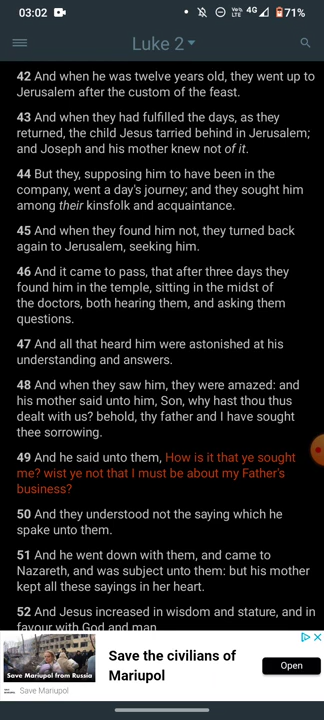 03:02 VoLTE 4G 71%
Luke 2
42 And when he was twelve years old, they went up to
Jerusalem after the custom of the feast.
43 And when they had fulfilled the days, as they
returned, the child Jesus tarried behind in Jerusalem;
and Joseph and his mother knew not of it.
44 But they, supposing him to have been in the
company, went a day's journey; and they sought him
among their kinsfolk and acquaintance.
45 And when they found him not, they turned back
again to Jerusalem, seeking him.
46 And it came to pass, that after three days they
found him in the temple, sitting in the midst of
the doctors, both hearing them, and asking them
questions.
47 And all that heard him were astonished at his
understanding and answers.
48 And when they saw him, they were amazed: and
his mother said unto him, Son, why hast thou thus
dealt with us? behold, thy father and I have sought
thee sorrowing.
49 And he said unto them, How is it that ye sought
me? wist ye not that I must be about my Father's
business?
50 And they understood not the saying which he
spake unto them.
51 And he went down with them, and came to
Nazareth, and was subject unto them: but his mother
kept all these sayings in her heart.
52 And Jesus increased in wisdom and stature, and in
favour with God and man.
Save Mariupol from Russia
Save the civilians of
Mariupol
Open
Save Mariupol